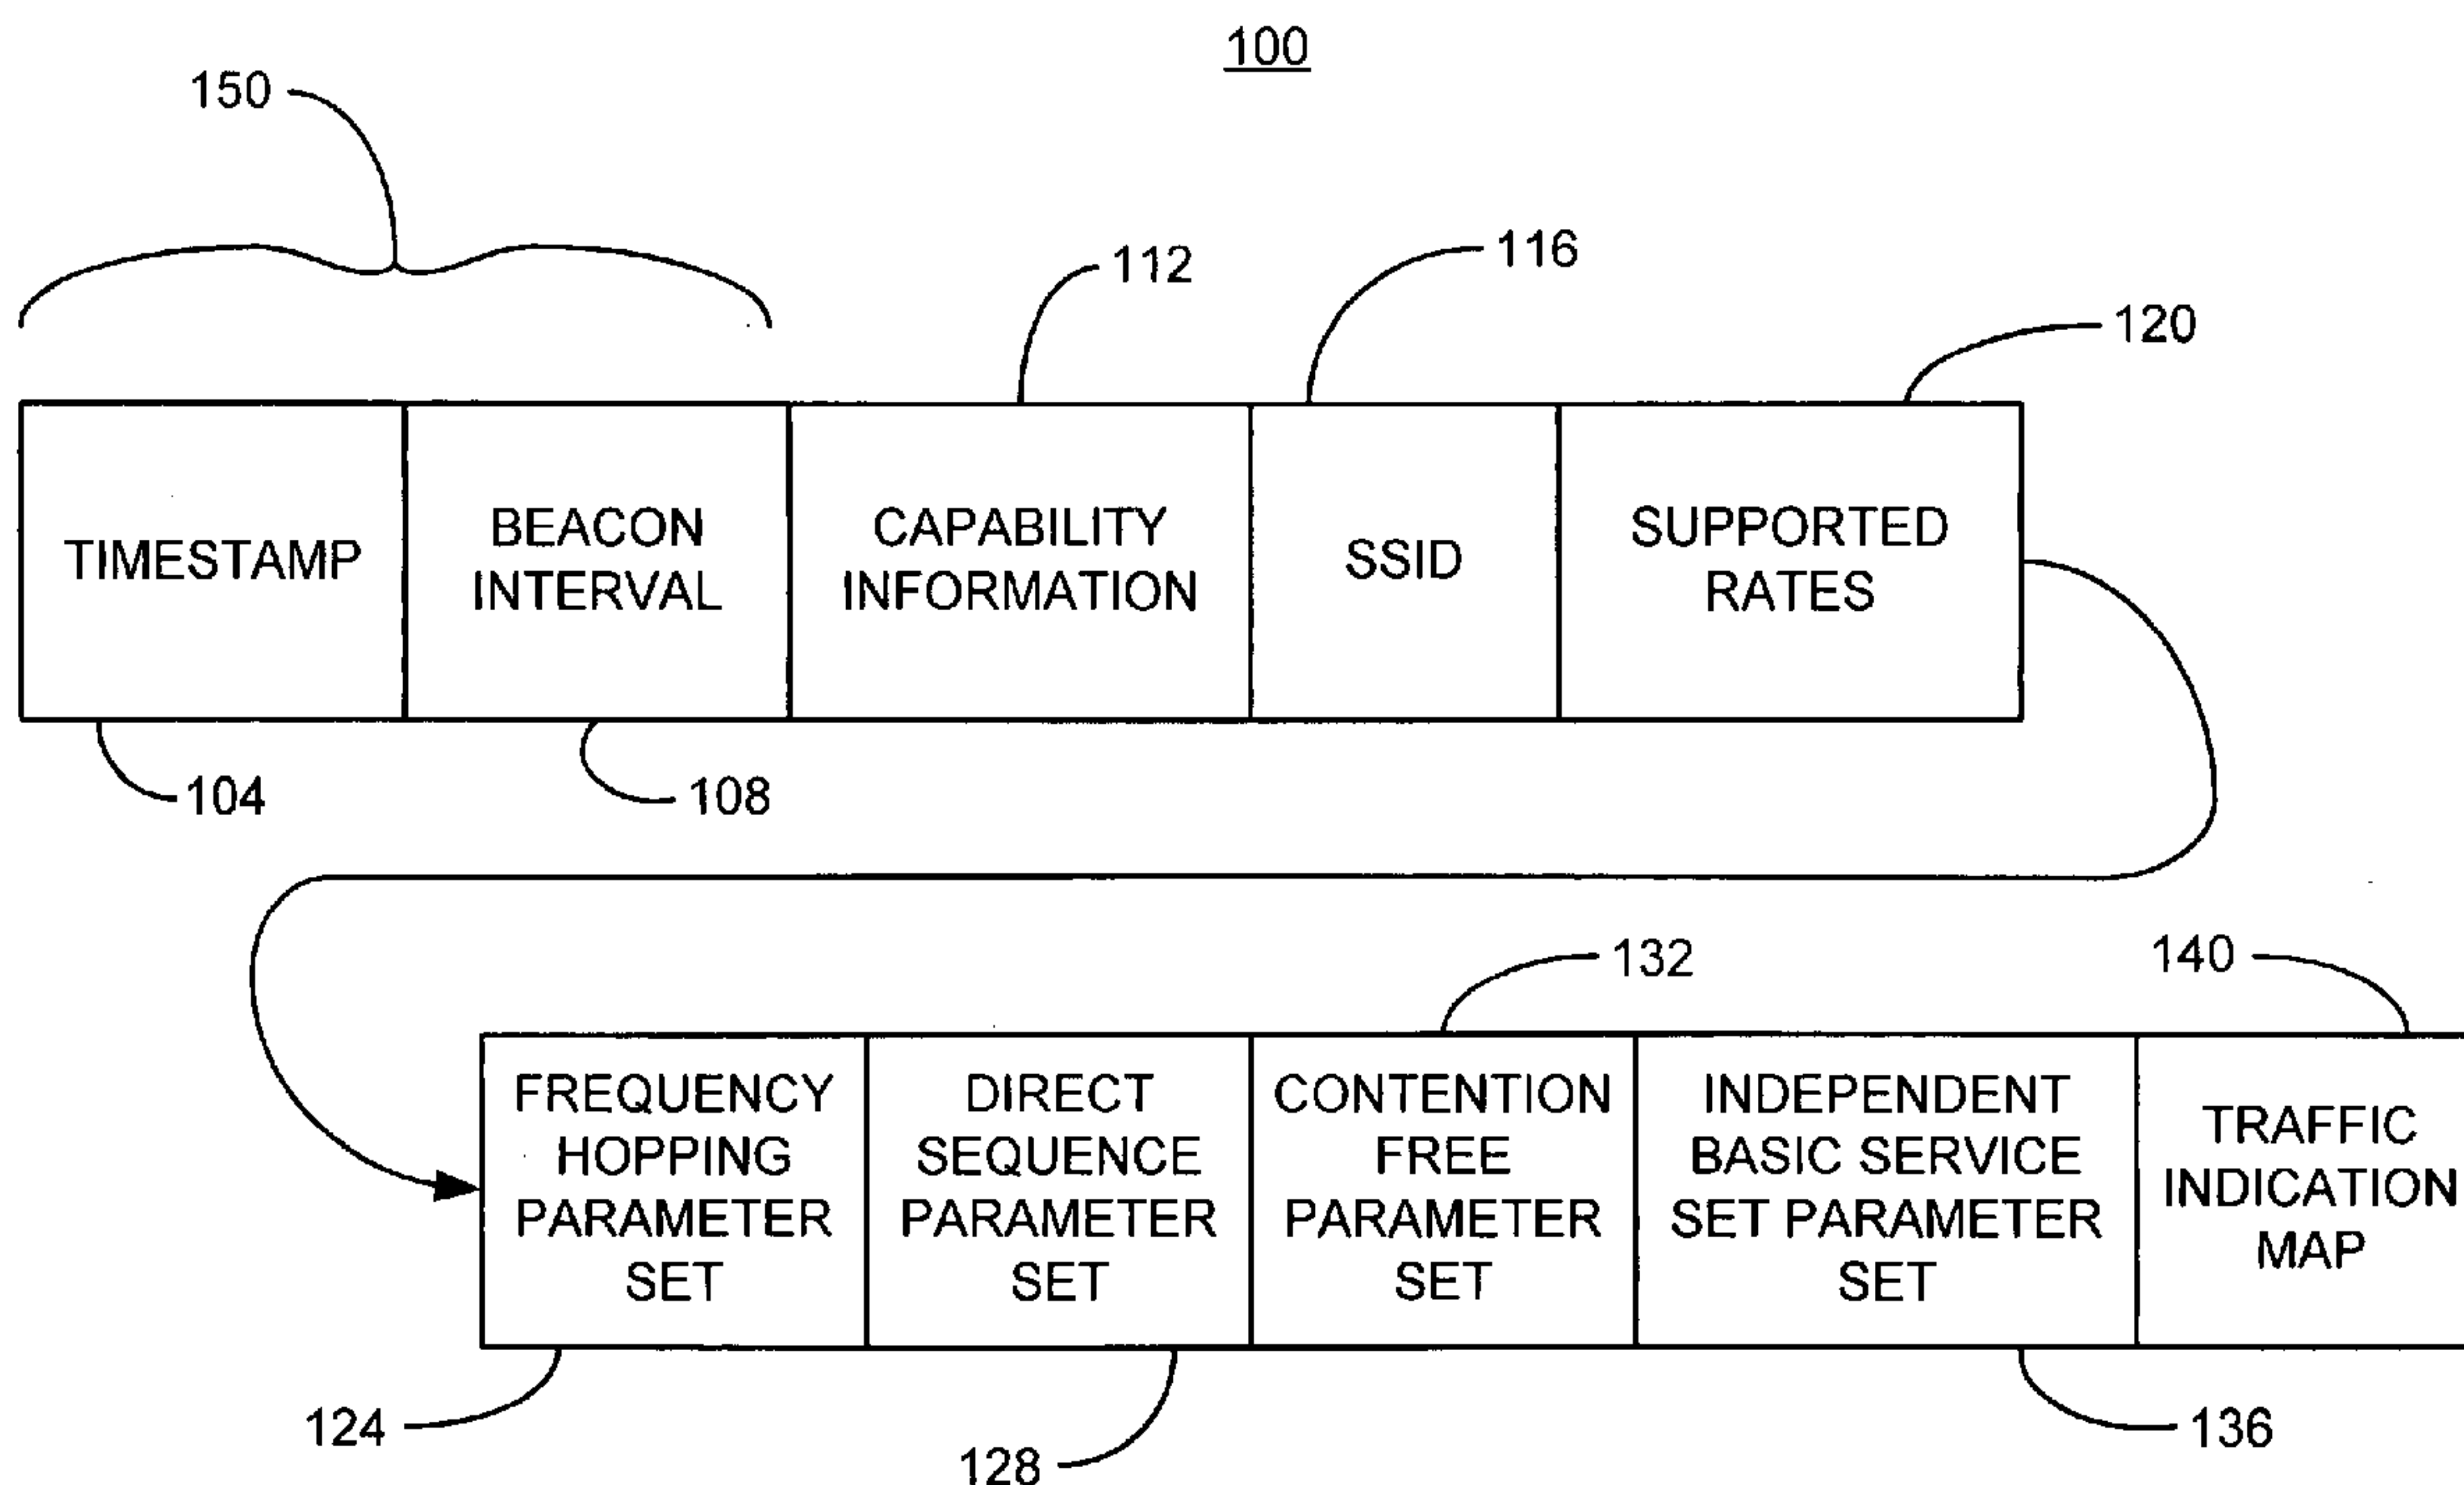 100
150
112
116
120
TIMESTAMP
BEACON
INTERVAL
CAPABILITY
INFORMATION
SSID
SUPPORTED
RATES
104
108
132
140
FREQUENCY
HOPPING
PARAMETER
SET
DIRECT
SEQUENCE
PARAMETER
SET
CONTENTION
FREE
PARAMETER
SET
INDEPENDENT
BASIC SERVICE
SET PARAMETER
SET
TRAFFIC
INDICATION
MAP
124
128
136